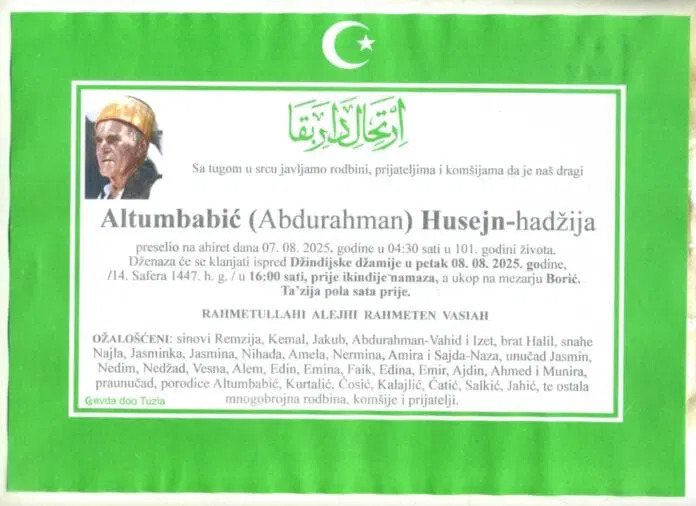 ارتحال دار بقا
Sa tugom u srcu javljamo rodbini, prijateljima i komšijama da je naš dragi
Altumbabić (Abdurahman) Husejn-hadžija
preselio na ahiret dana 07. 08. 2025. godine u 04:30 sati u 101. godini života.
Dženaza će se klanjati ispred Džindijske džamije u petak 08. 08. 2025. godine,
/14. Safera 1447. h. g. / u 16:00 sati, prije ikindije namaza, a ukop na mezarju Borić.
Ta'zija pola sata prije.
RAHMETULLAHI ALEJHI RAHMETEN VASIAH
OŽALOŠĆENI: sinovi Remzija, Kemal, Jakub, Abdurahman-Vahid i Izet, brat Halil, snahe
Najla, Jasminka, Jasmina, Nihada, Amela, Nermina, Amira i Sajda-Naza, unučad Jasmin,
Nedim, Nedžad, Vesna, Alem, Edin, Emina, Faik, Edina, Emir, Ajdin, Ahmed i Munira,
praunučad, porodice Altumbabić, Kurtalić, Ćosić, Kalajlić, Ćatić, Salkić, Jahić, te ostala
mnogobrojna rodbina, komšije i prijatelji.
doo Tuzla